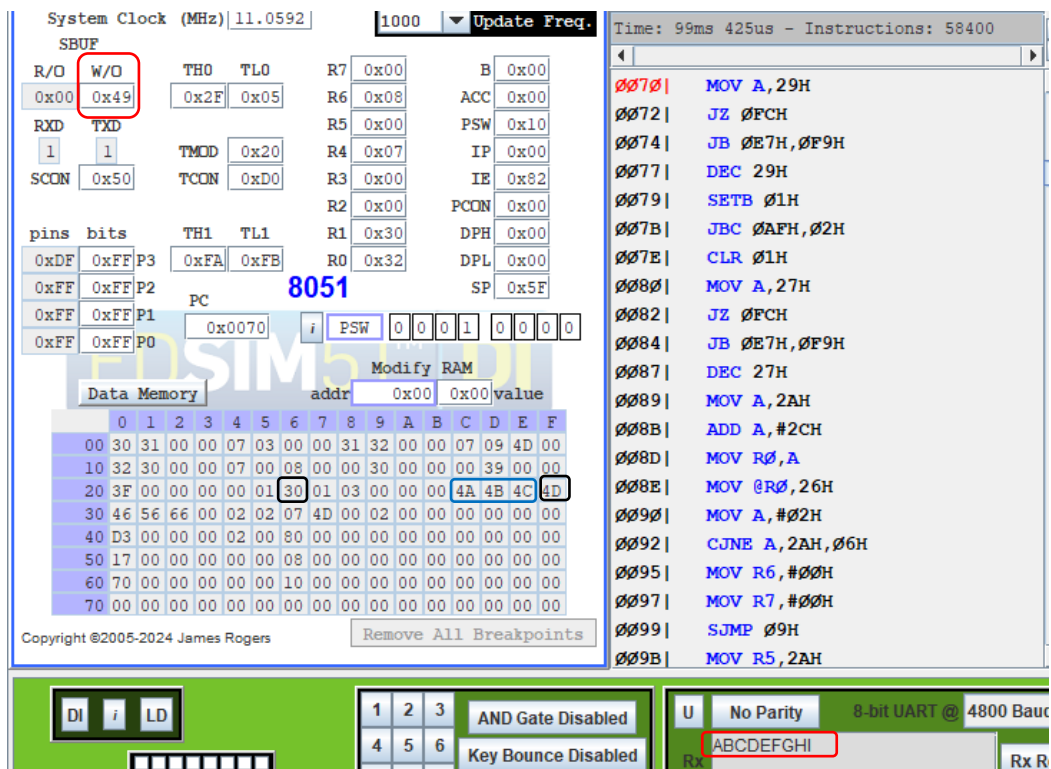 System Clock (MHz) 11.0592 1000 Update Freq.
SBUF
R/O W/O TH0 TL0 R7 0x00 B 0x00
0x00 0x49 0x2F 0x05 R6 0x08 ACC 0x00
RXD TXD R5 0x00 PSW 0x10
1 1 TMOD 0x20 R4 0x07 IP 0x00
SCON 0x50 TCON 0xD0 R3 0x00 IE 0x82
R2 0x00 PCON 0x00
pins bits TH1 TL1 R1 0x30 DPH 0x00
0xDF 0xFF P3 0xFA 0xFB R0 0x32 DPL 0x00
0xFF 0xFF P2 8051 SP 0x5F
PC
0xFF 0xFF P1 0x0070 i PSW 0 0 0 1 0 0 0 0
0xFF 0xFF P0
EDSIM51 DI
TM
Modify RAM
Data Memory addr 0x00 0x00 value
0 1 2 3 4 5 6 7 8 9 A B C D E F
00 30 31 00 00 07 03 00 00 31 32 00 00 07 09 4D 00
10 32 30 00 00 07 00 08 00 00 30 00 00 00 39 00 00
20 3F 00 00 00 00 01 30 01 03 00 00 00 4A 4B 4C 4D
30 46 56 66 00 02 02 07 4D 00 02 00 00 00 00 00 00
40 D3 00 00 00 02 00 80 00 00 00 00 00 00 00 00 00
50 17 00 00 00 00 00 08 00 00 00 00 00 00 00 00 00
60 70 00 00 00 00 00 10 00 00 00 00 00 00 00 00 00
70 00 00 00 00 00 00 00 00 00 00 00 00 00 00 00 00
Copyright ©2005-2024 James Rogers Remove All Breakpoints
Time: 99ms 425us - Instructions: 58400
0070| MOV A,29H
0072| JZ 0FCH
0074| JB 0E7H,0F9H
0077| DEC 29H
0079| SETB 01H
007B| JBC 0AFH,02H
007E| CLR 01H
0080| MOV A,27H
0082| JZ 0FCH
0084| JB 0E7H,0F9H
0087| DEC 27H
0089| MOV A,2AH
008B| ADD A,#2CH
008D| MOV R0,A
008E| MOV @R0,26H
0090| MOV A,#02H
0092| CJNE A,2AH,06H
0095| MOV R6,#00H
0097| MOV R7,#00H
0099| SJMP 09H
009B| MOV R5,2AH
DI i LD
1 2 3 AND Gate Disabled
4 5 6 Key Bounce Disabled
U No Parity 8-bit UART @ 4800 Baud
Rx ABCDEFGHI Rx